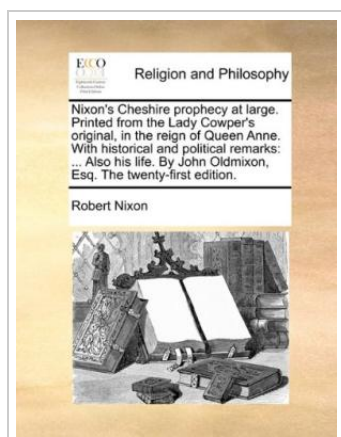 ECCO
Religion and Philosophy
Nixon's Cheshire prophecy at large.
Printed from the Lady Cowper's
original, in the reign of Queen Anne.
With historical and political remarks:
... Also his life. By John Oldmixon,
Esq. The twenty-first edition.
Robert Nixon